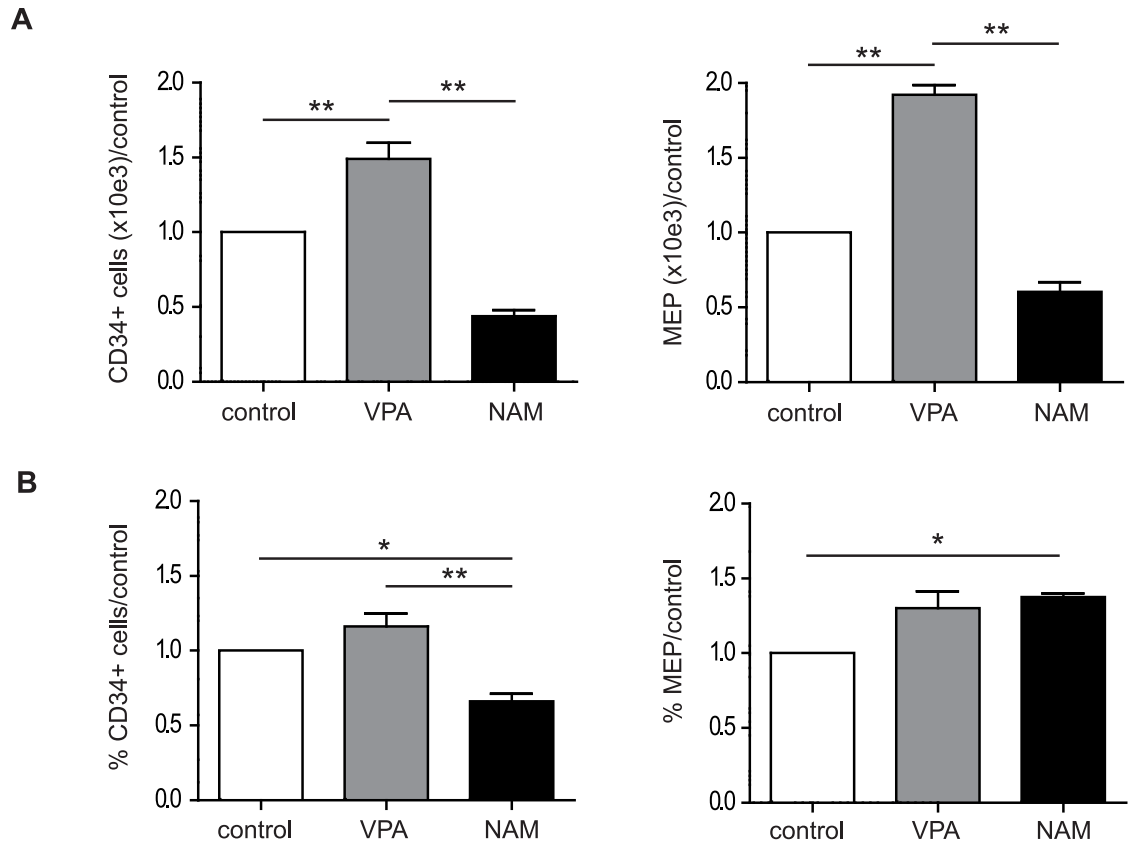 A
CD34+ cells (x10e3)/control
2.0
1.5
1.0
0.5
0.0
**
**
control VPA NAM
MEP (x10e3)/control
2.0
1.5
1.0
0.5
0.0
**
**
control VPA NAM
B
% CD34+ cells/control
2.0
1.5
1.0
0.5
0.0
*
**
control VPA NAM
% MEP/control
2.0
1.5
1.0
0.5
0.0
*
control VPA NAM